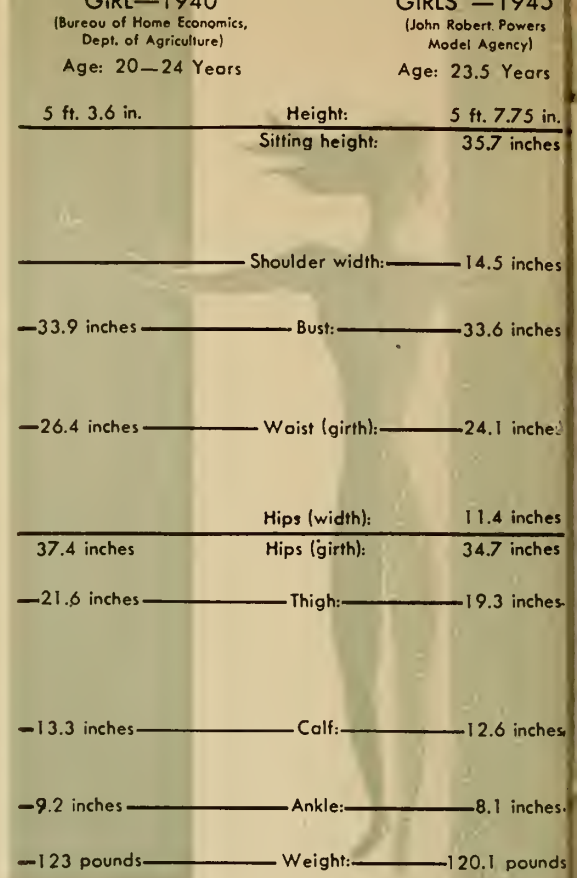 GIRL—1940 GIRLS —1945
(Bureau of Home Economics, (John Robert Powers
Dept. of Agriculture) Model Agency)
Age: 20—24 Years Age: 23.5 Years
5 ft. 3.6 in. Height: 5 ft. 7.75 in.
Sitting height: 35.7 inches
Shoulder width: 14.5 inches
33.9 inches Bust: 33.6 inches
26.4 inches Waist (girth): 24.1 inches
Hips (width): 11.4 inches
37.4 inches Hips (girth): 34.7 inches
21.6 inches Thigh: 19.3 inches
13.3 inches Calf: 12.6 inches
9.2 inches Ankle: 8.1 inches
123 pounds Weight: 120.1 pounds